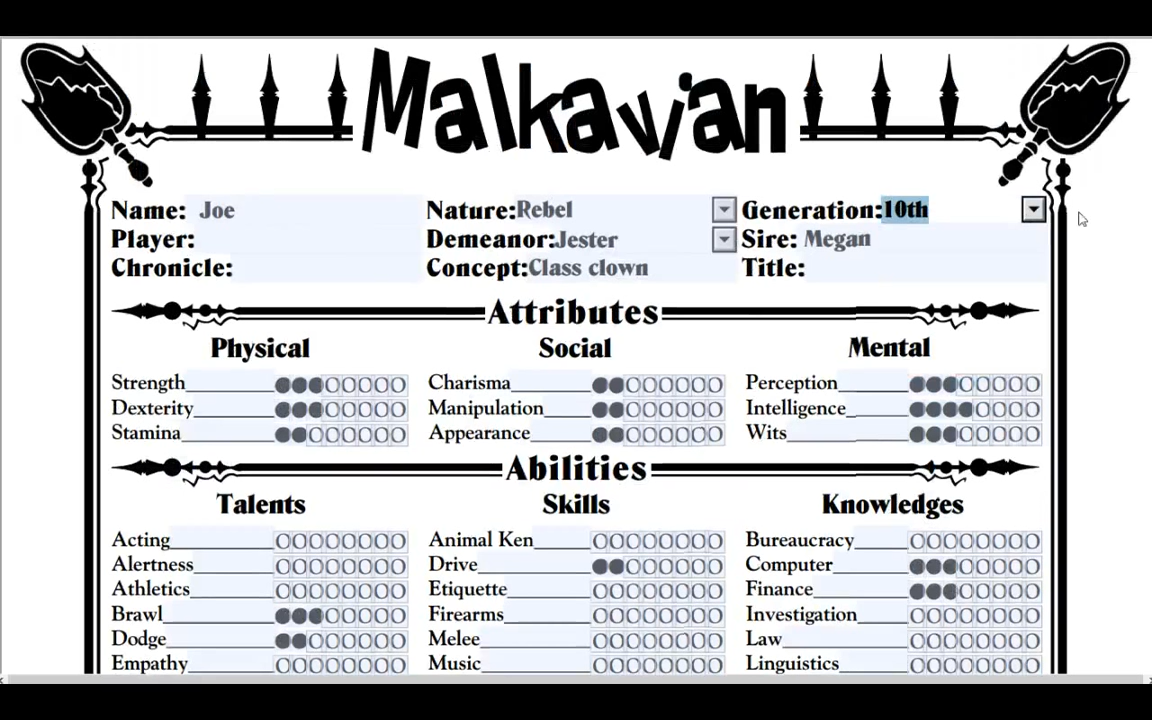 Malkavian
Name: Joe Nature:Rebel Generation:10th
Player: Demeanor:Jester Sire: Megan
Chronicle: Concept:Class clown Title:
Attributes
Physical Social Mental
Strength Charisma Perception
Dexterity Manipulation Intelligence
Stamina Appearance Wits
Abilities
Talents Skills Knowledges
Acting Animal Ken Bureaucracy
Alertness Drive Computer
Athletics Etiquette Finance
Brawl Firearms Investigation
Dodge Melee Law
Empathy Music Linguistics